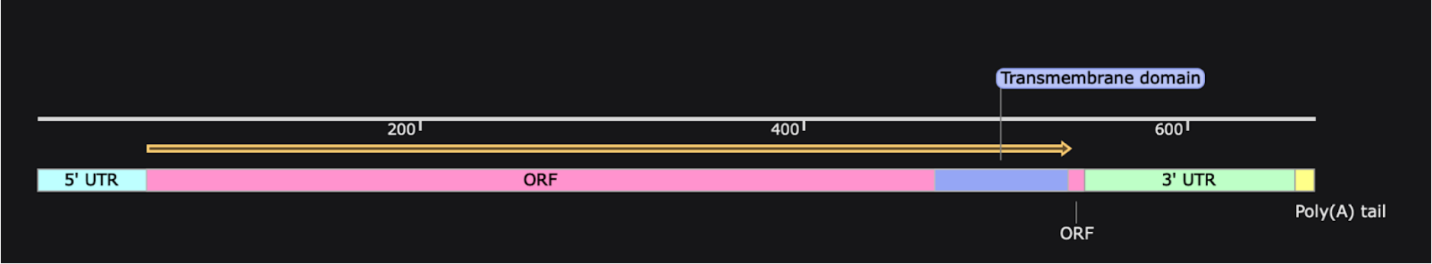 Transmembrane domain
200
400
600
5' UTR
ORF
3' UTR
Poly(A) tail
ORF